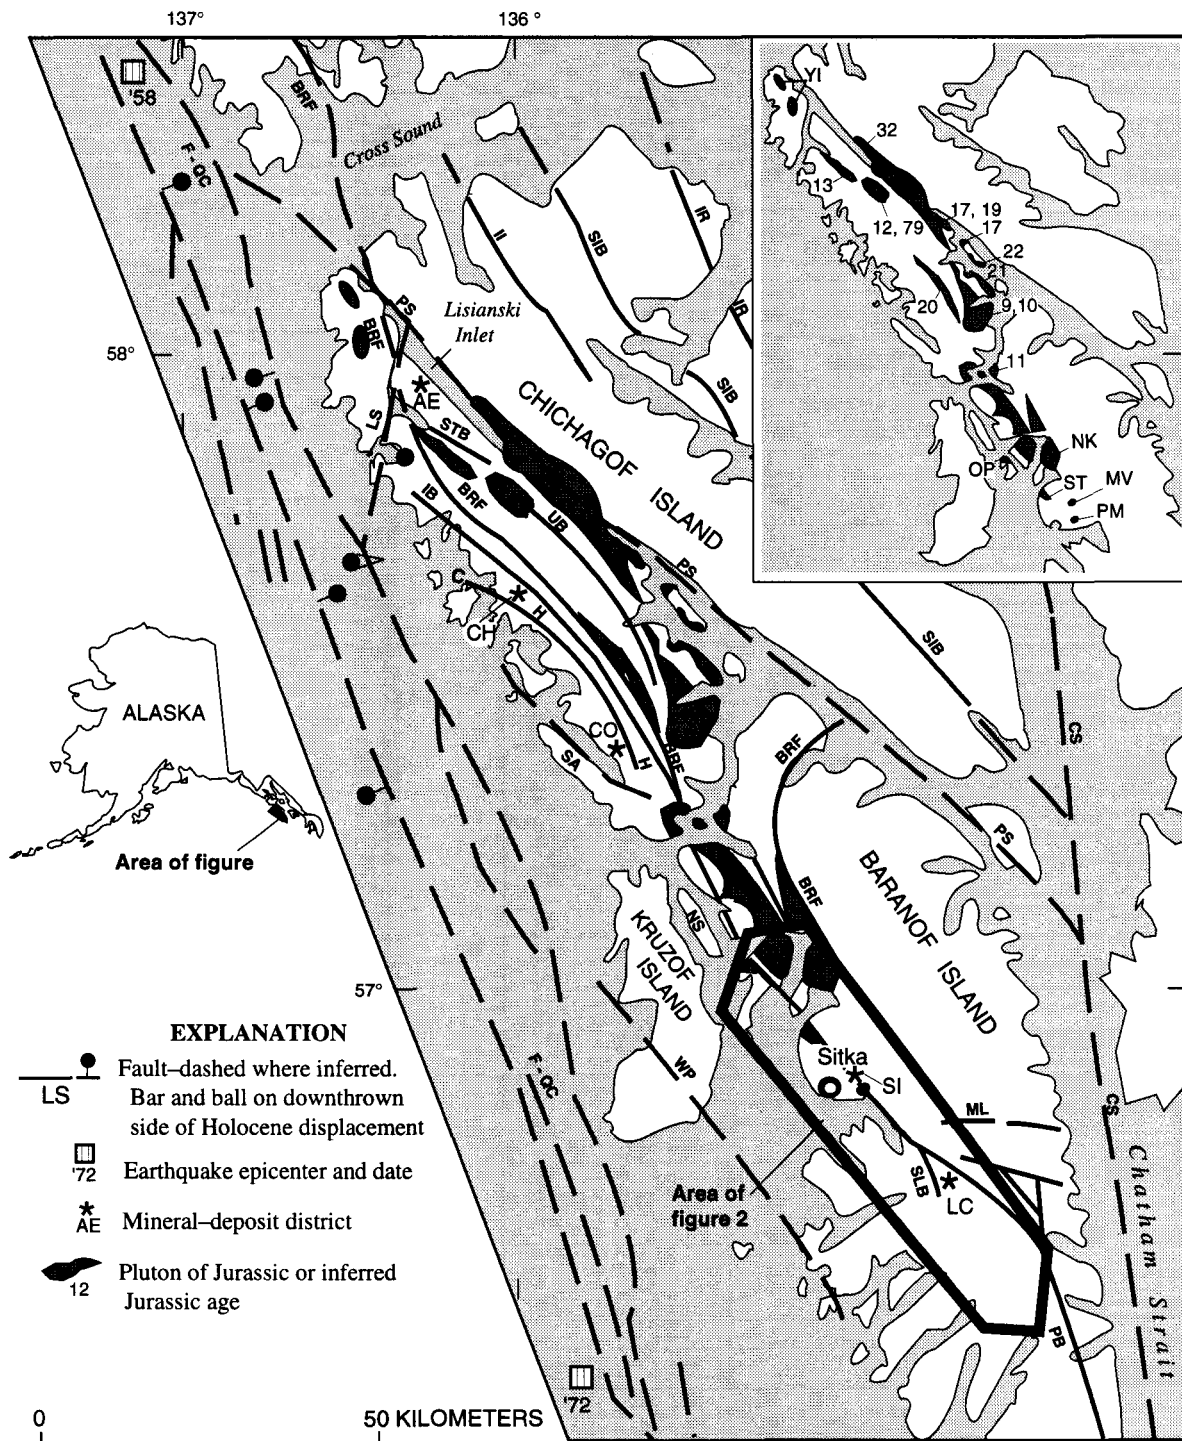 137°
136 °
'58
BRF
F - QC
Cross Sound
II
SIB
IR
IR
SIB
PS
Lisianski
Inlet
BRF
58°
AE
LS
STB
CHICHAGOF
ISLAND
IB
BRF
UB
PS
C
H
CH
CO
H
BRF
SA
BRF
SIB
CS
PS
BRF
BARANOF
ISLAND
NS
KRUZOF
ISLAND
57°
WP
F - QC
Sitka
SI
ML
CS
SLB
LC
Area of
figure 2
PB
Chatham Strait
'72
YI
32
13
12, 79
17, 19
17
22
21
20
9, 10
11
OP
NK
ST
MV
PM
ALASKA
Area of figure
EXPLANATION
LS
Fault–dashed where inferred.
Bar and ball on downthrown
side of Holocene displacement
'72
Earthquake epicenter and date
AE
Mineral–deposit district
12
Pluton of Jurassic or inferred
Jurassic age
0
50 KILOMETERS